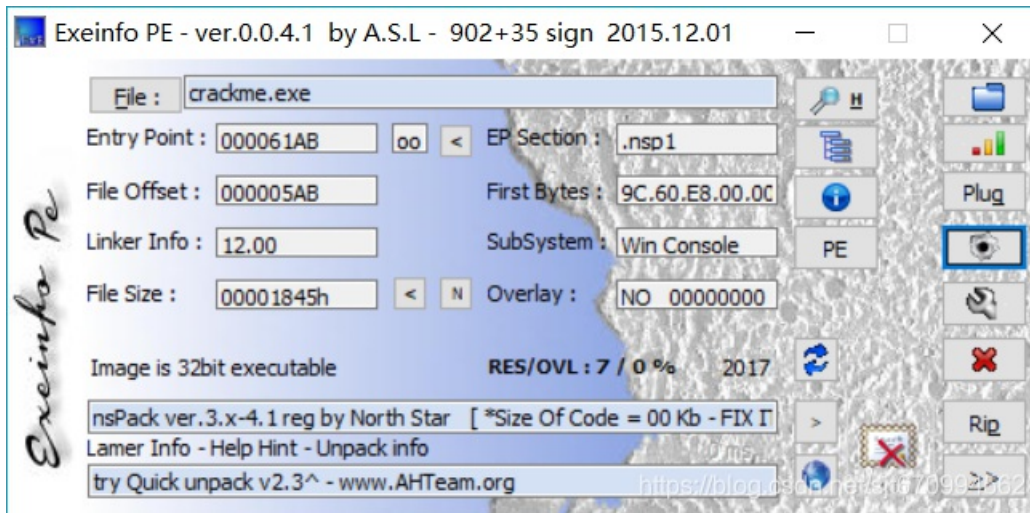 Exeinfo PE - ver.0.0.4.1 by A.S.L - 902+35 sign 2015.12.01
File : crackme.exe
H
Entry Point : 000061AB oo < EP Section : .nsp1
File Offset : 000005AB First Bytes : 9C.60.E8.00.00
Plug
Linker Info : 12.00 SubSystem : Win Console
PE
File Size : 00001845h < N Overlay : NO 00000000
Image is 32bit executable RES/OVL : 7 / 0 % 2017
nsPack ver.3.x-4.1 reg by North Star [ *Size Of Code = 00 Kb - FIX
> Rip
Lamer Info - Help Hint - Unpack info
try Quick unpack v2.3^ - www.AHTeam.org
>>
Exeinfo Pe